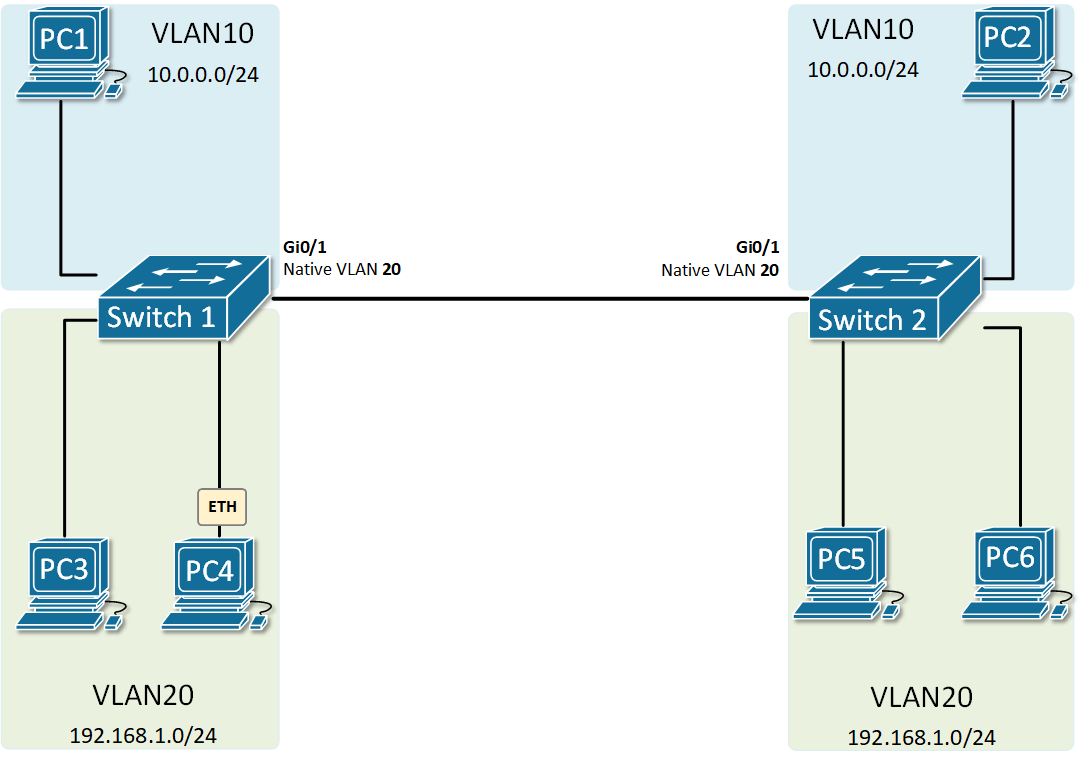 PC1
VLAN10
10.0.0.0/24
VLAN10
10.0.0.0/24
PC2
Gi0/1
Native VLAN 20
Gi0/1
Native VLAN 20
Switch 1
Switch 2
ETH
PC3
PC4
PC5
PC6
VLAN20
192.168.1.0/24
VLAN20
192.168.1.0/24